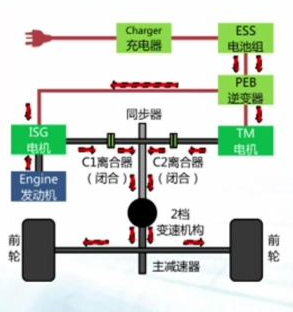 Charger
充电器
ESS
电池组
PEB
逆变器
同步器
ISG
电机
TM
电机
C1离合器
（闭合）
C2离合器
（闭合）
Engine
发动机
2档
变速机构
前轮
前轮
主减速器